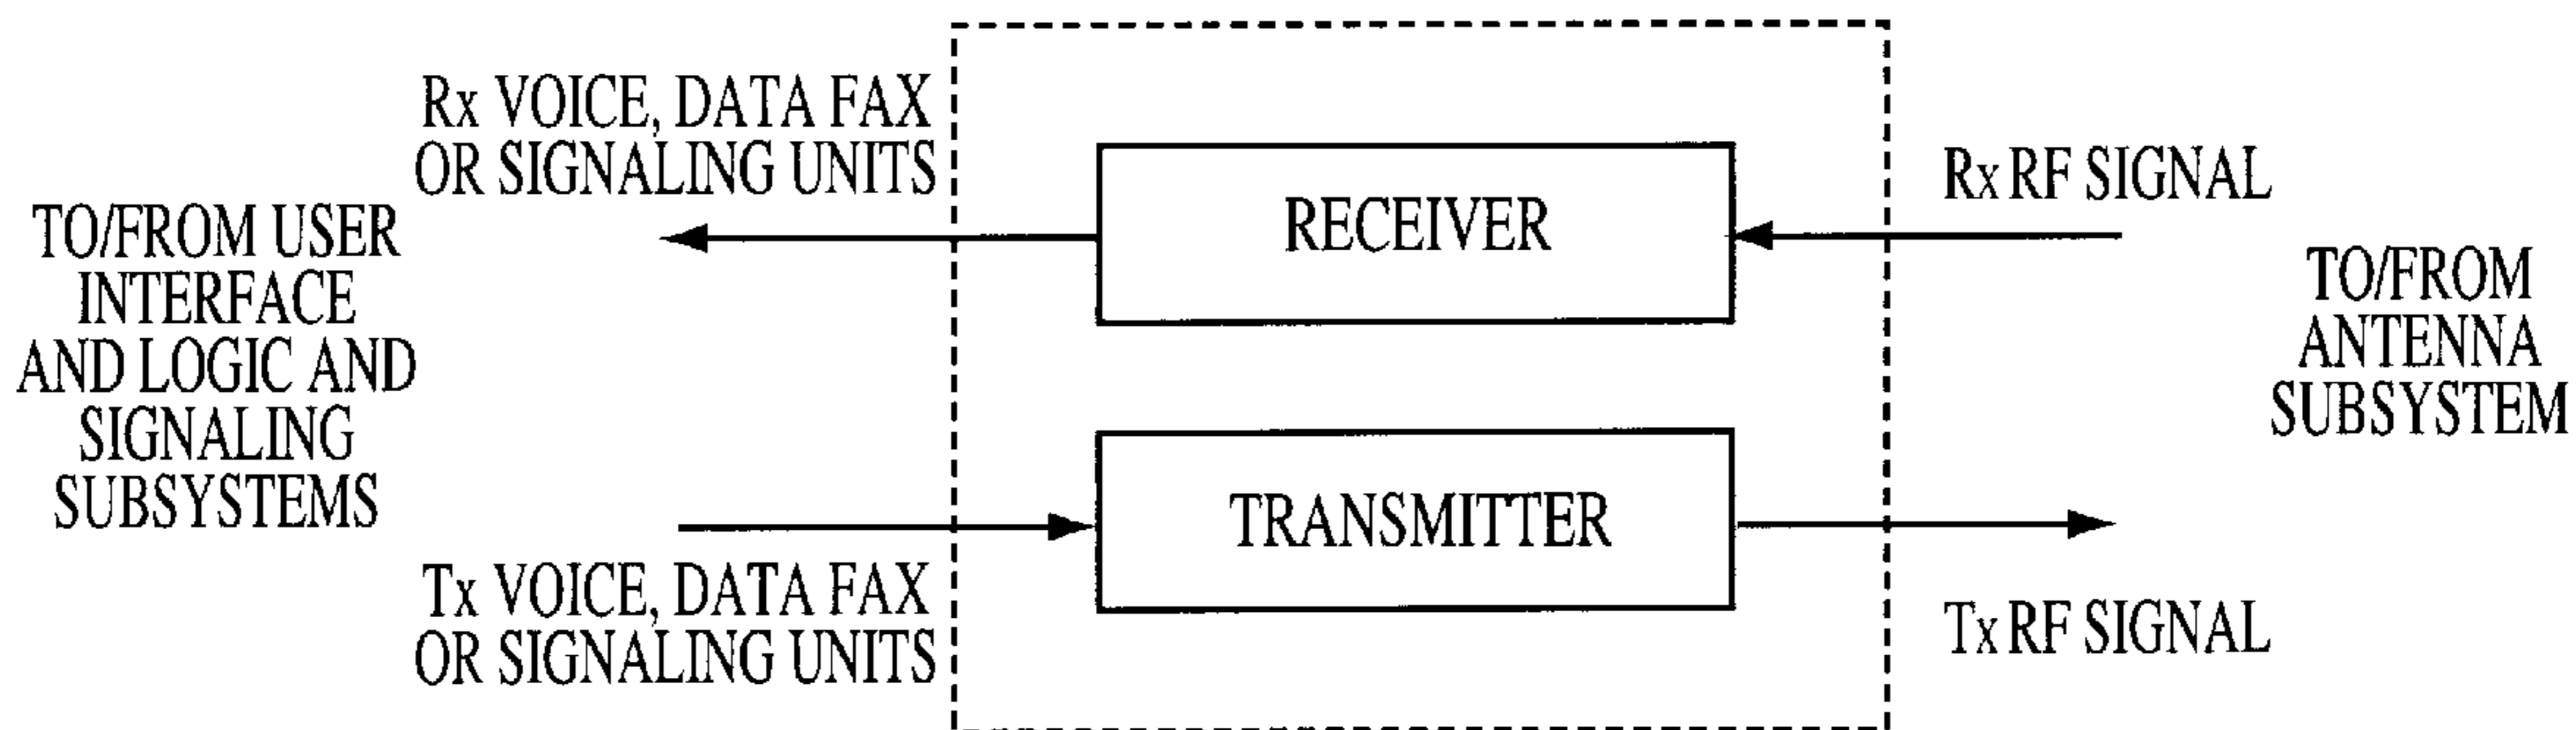 Rx VOICE, DATA FAX
OR SIGNALING UNITS
RECEIVER
Rx RF SIGNAL
TO/FROM USER
INTERFACE
AND LOGIC AND
SIGNALING
SUBSYSTEMS
TO/FROM
ANTENNA
SUBSYSTEM
TRANSMITTER
Tx VOICE, DATA FAX
OR SIGNALING UNITS
Tx RF SIGNAL